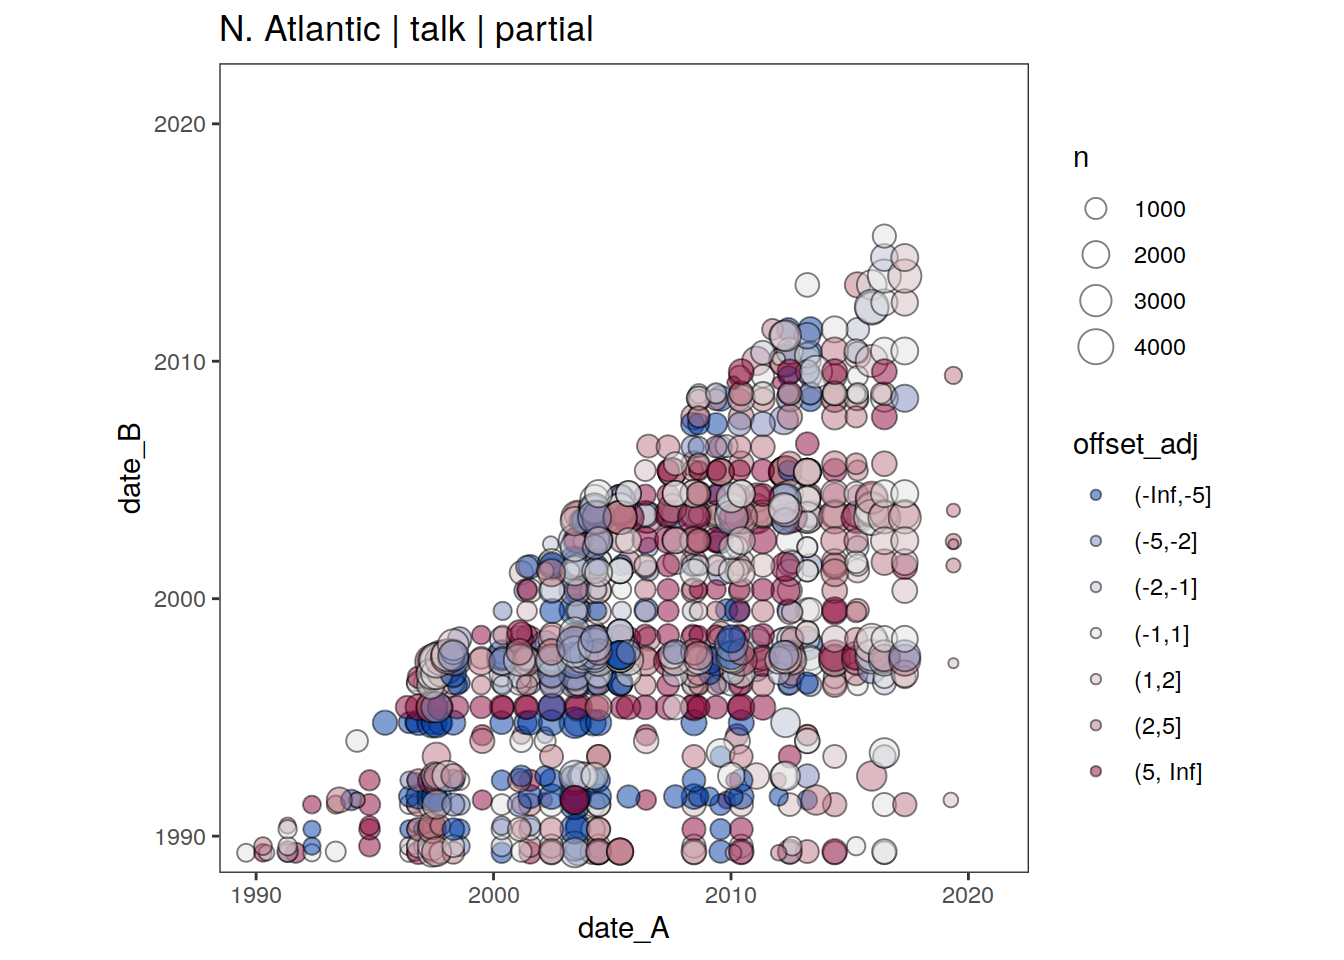 N. Atlantic | talk | partial
2020
2010
2000
1990
date_B
1990
2000
2010
2020
date_A
n
1000
2000
3000
4000
offset_adj
(-Inf,-5]
(-5,-2]
(-2,-1]
(-1,1]
(1,2]
(2,5]
(5, Inf]